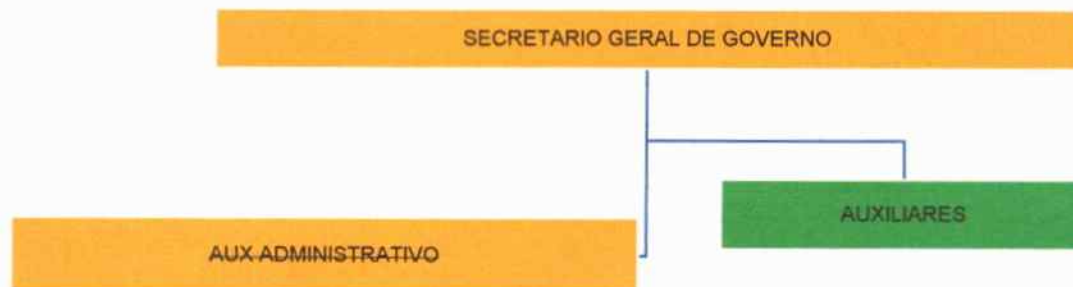 SECRETARIO GERAL DE GOVERNO
AUXILIARES
AUX ADMINISTRATIVO